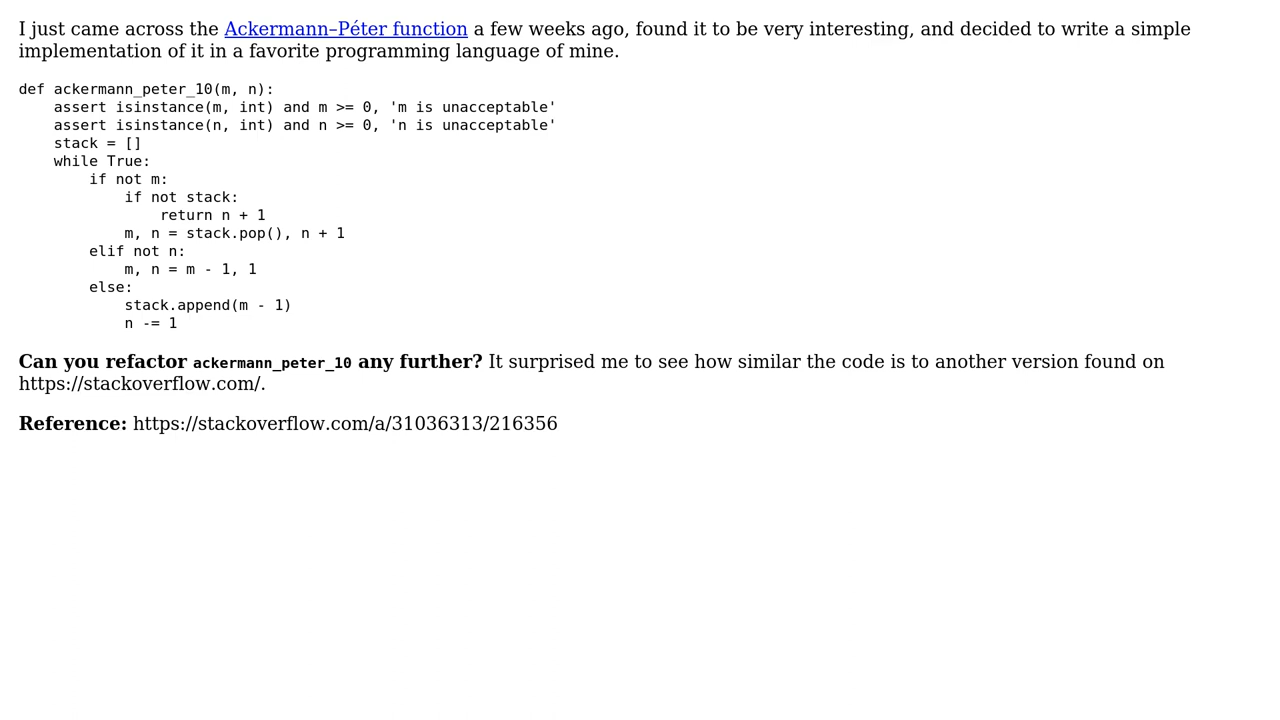 I just came across the Ackermann–Péter function a few weeks ago, found it to be very interesting, and decided to write a simple
implementation of it in a favorite programming language of mine.
def ackermann_peter_10(m, n):
    assert isinstance(m, int) and m >= 0, 'm is unacceptable'
    assert isinstance(n, int) and n >= 0, 'n is unacceptable'
    stack = []
    while True:
        if not m:
            if not stack:
                return n + 1
            m, n = stack.pop(), n + 1
        elif not n:
            m, n = m - 1, 1
        else:
            stack.append(m - 1)
            n -= 1
Can you refactor ackermann_peter_10 any further? It surprised me to see how similar the code is to another version found on
https://stackoverflow.com/.
Reference: https://stackoverflow.com/a/31036313/216356